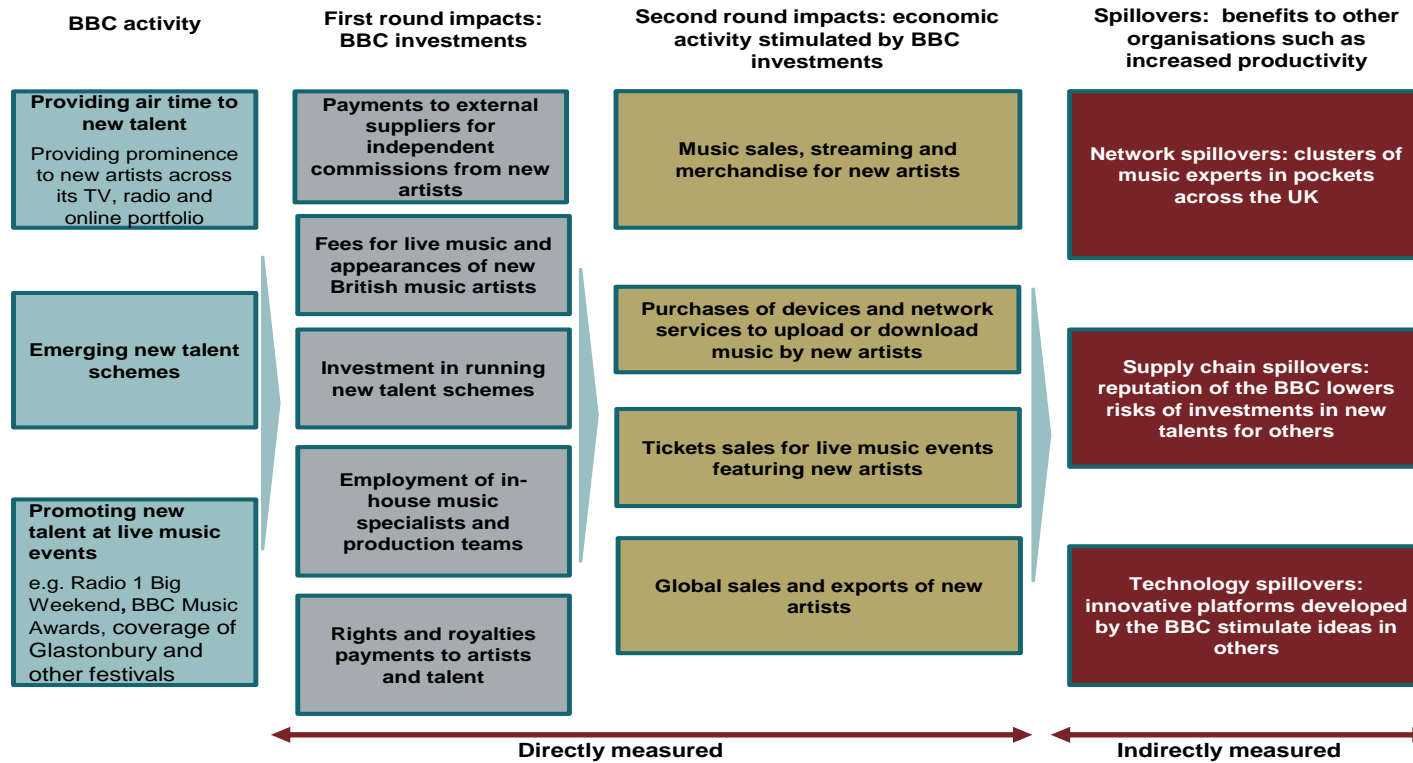 BBC activity
First round impacts:
BBC investments
Second round impacts: economic
activity stimulated by BBC
investments
Spillovers:  benefits to other
organisations such as
increased productivity
Providing air time to
new talent
Providing prominence
to new artists across
its TV, radio and
online portfolio
Emerging new talent
schemes
Promoting new
talent at live music
events
e.g. Radio 1 Big
Weekend, BBC Music
Awards, coverage of
Glastonbury and
other festivals
Payments to external
suppliers for
independent
commissions from new
artists
Fees for live music and
appearances of new
British music artists
Investment in running
new talent schemes
Employment of in-
house music
specialists and
production teams
Rights and royalties
payments to artists
and talent
Music sales, streaming and
merchandise for new artists
Purchases of devices and network
services to upload or download
music by new artists
Tickets sales for live music events
featuring new artists
Global sales and exports of new
artists
Network spillovers: clusters of
music experts in pockets
across the UK
Supply chain spillovers:
reputation of the BBC lowers
risks of investments in new
talents for others
Technology spillovers:
innovative platforms developed
by the BBC stimulate ideas in
others
Directly measured
Indirectly measured